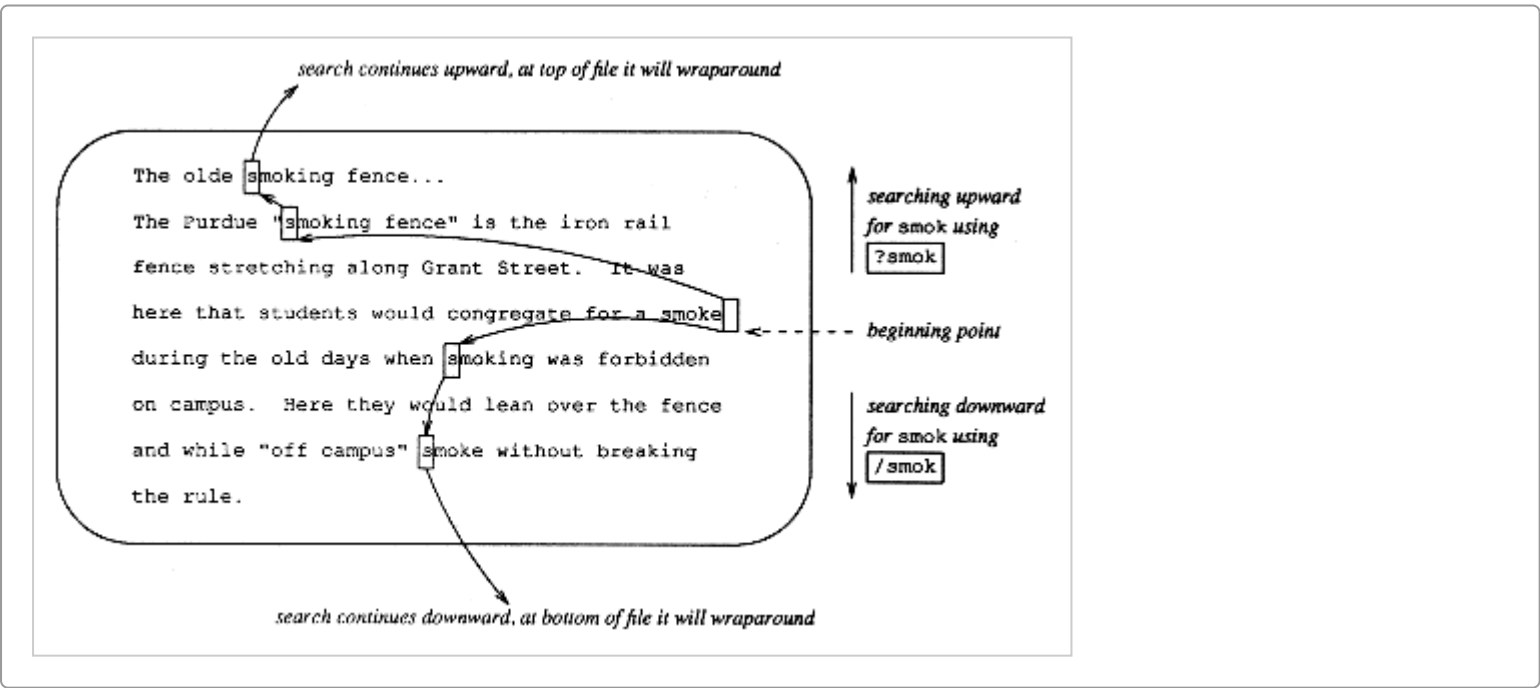 search continues upward, at top of file it will wraparound
The olde smoking fence...
The Purdue "smoking fence" is the iron rail
fence stretching along Grant Street.  It was
here that students would congregate for a smoke
during the old days when smoking was forbidden
on campus.  Here they would lean over the fence
and while "off campus" smoke without breaking
the rule.
searching upward
for smok using
?smok
beginning point
searching downward
for smok using
/smok
search continues downward, at bottom of file it will wraparound